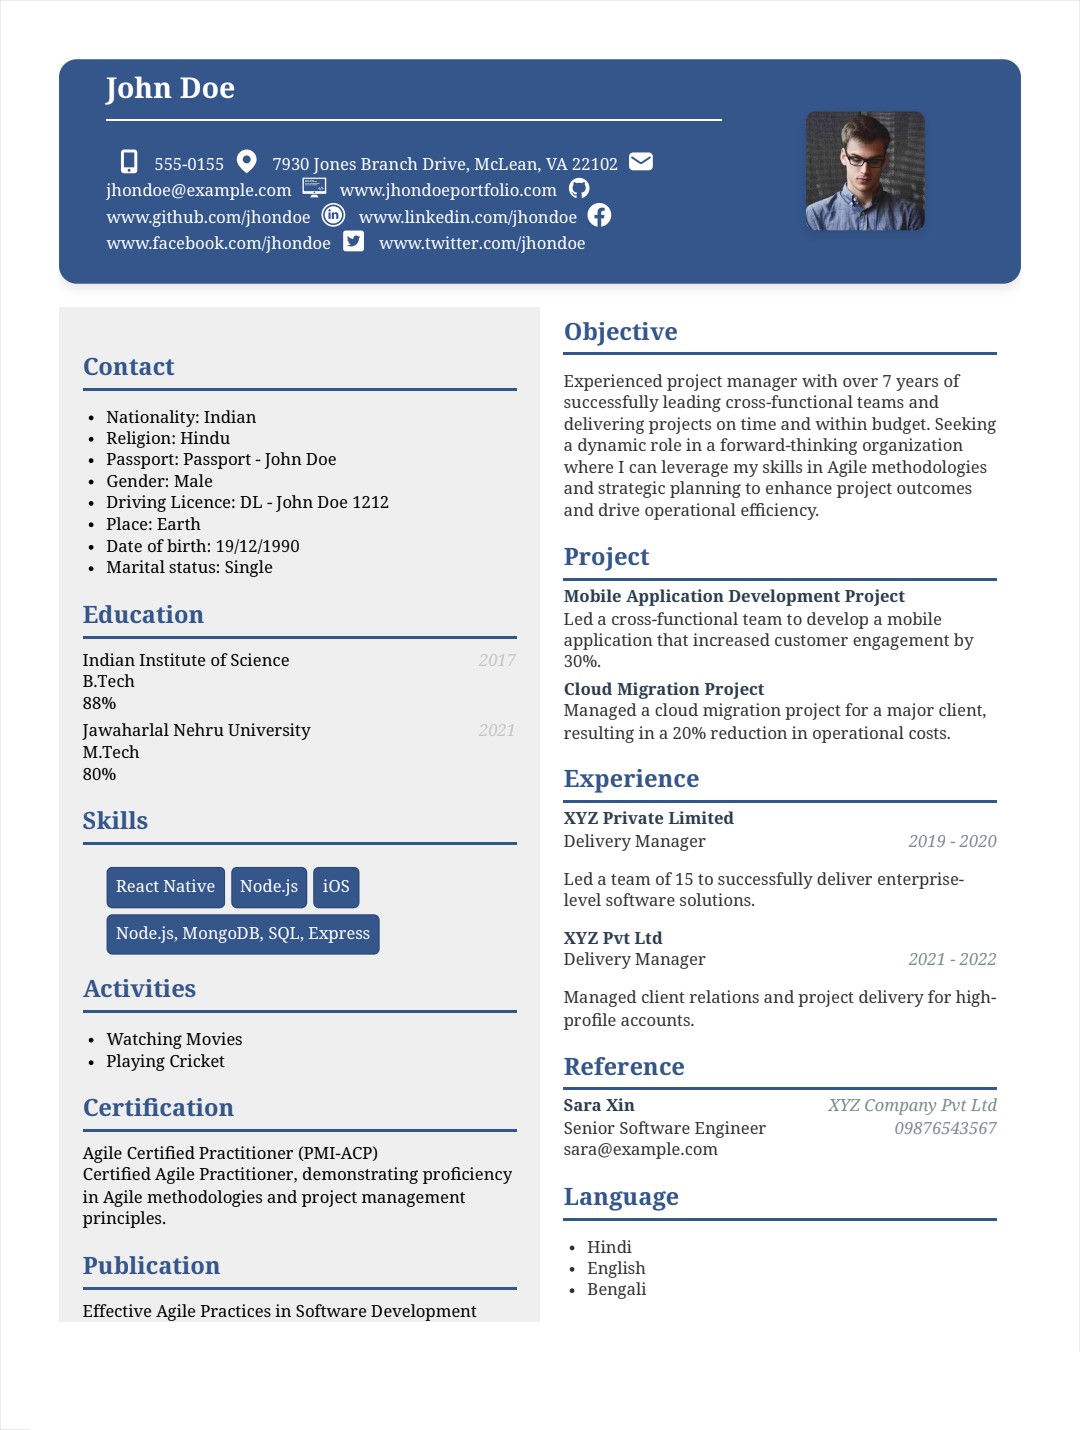 John Doe
555-0155 7930 Jones Branch Drive, McLean, VA 22102
jhondoe@example.com www.jhondoeportfolio.com
www.github.com/jhondoe www.linkedin.com/jhondoe
www.facebook.com/jhondoe www.twitter.com/jhondoe
Contact
• Nationality: Indian
• Religion: Hindu
• Passport: Passport - John Doe
• Gender: Male
• Driving Licence: DL - John Doe 1212
• Place: Earth
• Date of birth: 19/12/1990
• Marital status: Single
Education
Indian Institute of Science 2017
B.Tech
88%
Jawaharlal Nehru University 2021
M.Tech
80%
Skills
React Native Node.js iOS
Node.js, MongoDB, SQL, Express
Activities
• Watching Movies
• Playing Cricket
Certification
Agile Certified Practitioner (PMI-ACP)
Certified Agile Practitioner, demonstrating proficiency
in Agile methodologies and project management
principles.
Publication
Effective Agile Practices in Software Development
Objective
Experienced project manager with over 7 years of
successfully leading cross-functional teams and
delivering projects on time and within budget. Seeking
a dynamic role in a forward-thinking organization
where I can leverage my skills in Agile methodologies
and strategic planning to enhance project outcomes
and drive operational efficiency.
Project
Mobile Application Development Project
Led a cross-functional team to develop a mobile
application that increased customer engagement by
30%.
Cloud Migration Project
Managed a cloud migration project for a major client,
resulting in a 20% reduction in operational costs.
Experience
XYZ Private Limited
Delivery Manager 2019 - 2020
Led a team of 15 to successfully deliver enterprise-
level software solutions.
XYZ Pvt Ltd
Delivery Manager 2021 - 2022
Managed client relations and project delivery for high-
profile accounts.
Reference
Sara Xin XYZ Company Pvt Ltd
Senior Software Engineer 09876543567
sara@example.com
Language
• Hindi
• English
• Bengali